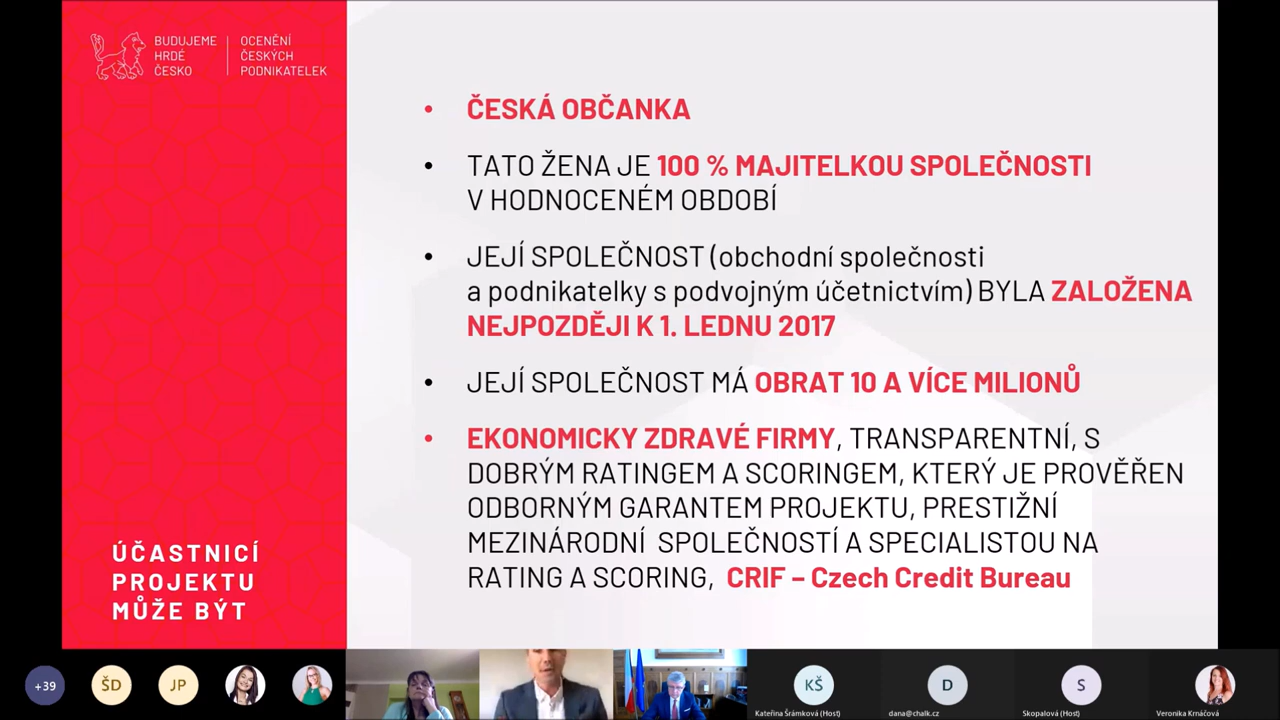 BUDUJEME
HRDÉ
ČESKO
OCENĚNÍ
ČESKÝCH
PODNIKATELEK
• ČESKÁ OBČANKA
• TATO ŽENA JE 100 % MAJITELKOU SPOLEČNOSTI
V HODNOCENÉM OBDOBÍ
• JEJÍ SPOLEČNOST (obchodní společnosti
a podnikatelky s podvojným účetnictvím) BYLA ZALOŽENA
NEJPOZDĚJI K 1. LEDNU 2017
• JEJÍ SPOLEČNOST MÁ OBRAT 10 A VÍCE MILIONŮ
• EKONOMICKY ZDRAVÉ FIRMY, TRANSPARENTNÍ, S
DOBRÝM RATINGEM A SCORINGEM, KTERÝ JE PROVĚŘEN
ODBORNÝM GARANTEM PROJEKTU, PRESTIŽNÍ
MEZINÁRODNÍ SPOLEČNOSTÍ A SPECIALISTOU NA
RATING A SCORING, CRIF – Czech Credit Bureau
ÚČASTNICÍ
PROJEKTU
MŮŽE BÝT
+39
ŠD
JP
KŠ
D
S
Kateřina Šrámková (Host)
dana@chalk.cz
Skopalová (Host)
Veronika Krnáčová